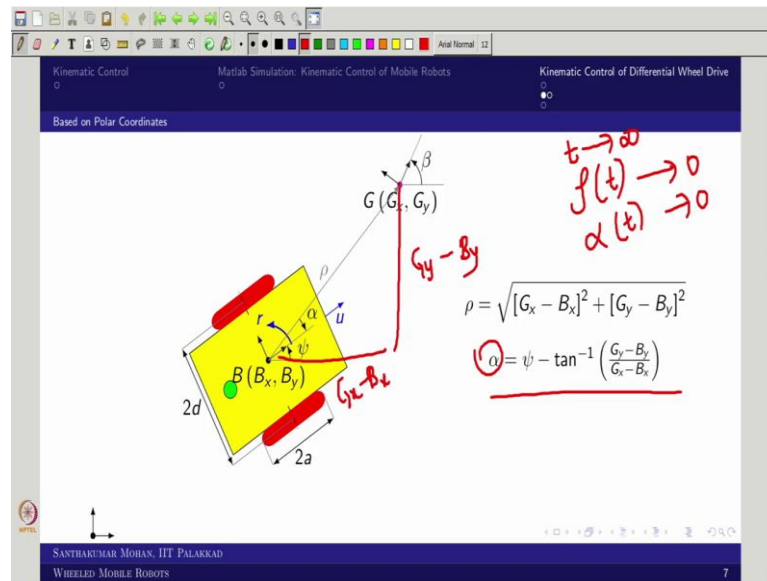 T
Arial Normal 12
Kinematic Control
Matlab Simulation: Kinematic Control of Mobile Robots
Kinematic Control of Differential Wheel Drive
Based on Polar Coordinates
t → ∞
ρ(t) → 0
α(t) → 0
β
G (Gx, Gy)
Gy - By
ρ
ρ = √([Gx − Bx]² + [Gy − By]²)
r
α
u
ψ
α = ψ − tan⁻¹((Gy−By)/(Gx−Bx))
B (Bx, By)
Gx - Bx
2d
2a
NPTEL
SANTHAKUMAR MOHAN, IIT PALAKKAD
WHEELED MOBILE ROBOTS 7